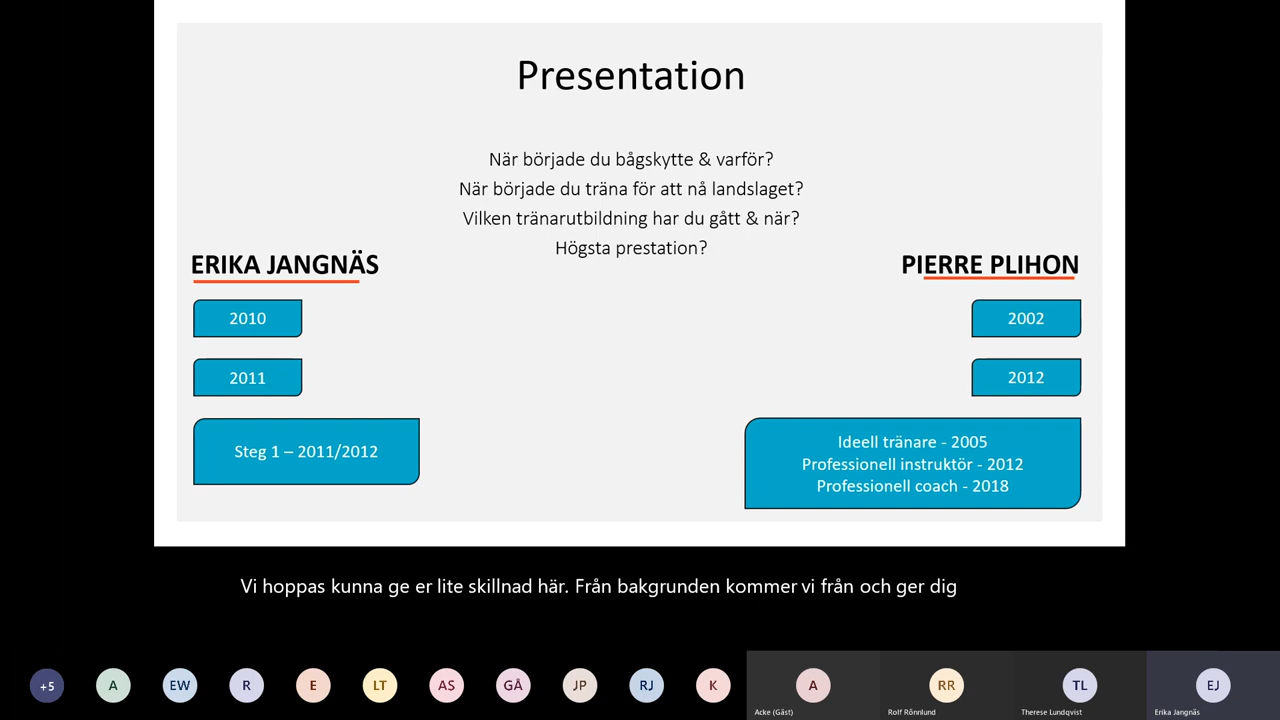 Presentation
När började du bågskytte & varför?
När började du träna för att nå landslaget?
Vilken tränarutbildning har du gått & när?
Högsta prestation?
ERIKA JANGNÄS
2010
2011
Steg 1 – 2011/2012
PIERRE PLIHON
2002
2012
Ideell tränare - 2005
Professionell instruktör - 2012
Professionell coach - 2018
Vi hoppas kunna ge er lite skillnad här. Från bakgrunden kommer vi från och ger dig
+5
A
EW
R
E
LT
AS
GÅ
JP
RJ
K
A
Acke (Gäst)
RR
Rolf Rönnlund
TL
Therese Lundqvist
EJ
Erika Jangnäs